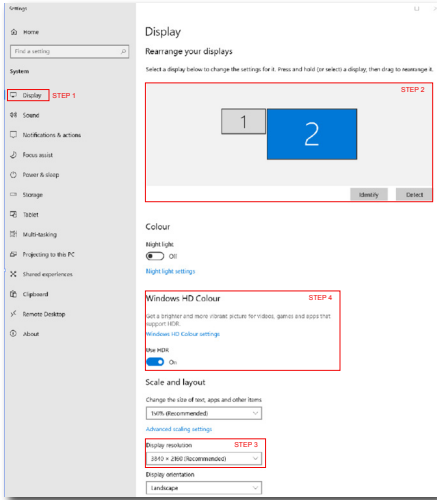 Settings
Home
Find a setting
System
Display STEP 1
Sound
Notifications & actions
Focus assist
Power & sleep
Storage
Tablet
Multi-tasking
Projecting to this PC
Shared experiences
Clipboard
Remote Desktop
About
Display
Rearrange your displays
Select a display below to change the settings for it. Press and hold (or select) a display, then drag to rearrange it.
STEP 2
1
2
Identify Detect
Colour
Night light
Off
Night light settings
Windows HD Colour STEP 4
Get a brighter and more vibrant picture for videos, games and apps that
support HDR.
Windows HD Colour settings
Use HDR
On
Scale and layout
Change the size of text, apps and other items
150% (Recommended)
Advanced scaling settings
Display resolution STEP 3
3840 × 2160 (Recommended)
Display orientation
Landscape